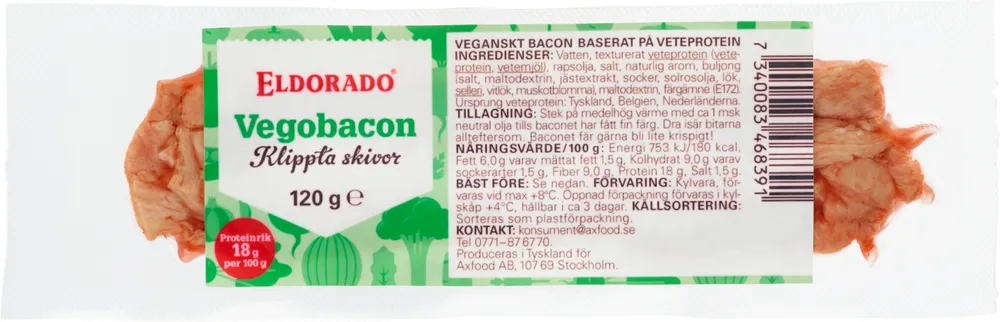 ELDORADO®
Vegobacon
Klippta skivor
120 g ℮
Proteinrik
18 g
per 100 g
VEGANSKT BACON BASERAT PÅ VETEPROTEIN
INGREDIENSER: Vatten, texturerat veteprotein (vete-
protein, vetemjöl), rapsolja, salt, naturlig arom, buljong
(salt, maltodextrin, jästextrakt, socker, solrosolja, lök,
selleri, vitlök, muskotblomma), maltodextrin, färgämne (E172).
Ursprung veteprotein: Tyskland, Belgien, Nederländerna.
TILLAGNING: Stek på medelhög värme med ca 1 msk
neutral olja tills baconet har fått fin färg. Dra isär bitarna
allteftersom. Baconet får gärna bli lite krispigt!
NÄRINGSVÄRDE/100 g: Energi 753 kJ/180 kcal,
Fett 6,0 g varav mättat fett 1,5 g, Kolhydrat 9,0 g varav
sockerarter 1,5 g, Fiber 9,0 g, Protein 18 g, Salt 1,5 g.
BÄST FÖRE: Se nedan. FÖRVARING: Kylvara, för-
varas vid max +8°C. Öppnad förpackning förvaras i kyl-
skåp +4°C, hållbar i ca 3 dagar. KÄLLSORTERING:
Sorteras som plastförpackning.
KONTAKT: konsument@axfood.se
Tel 0771-87 67 70.
Produceras i Tyskland för
Axfood AB, 107 69 Stockholm.
7 340083 468391